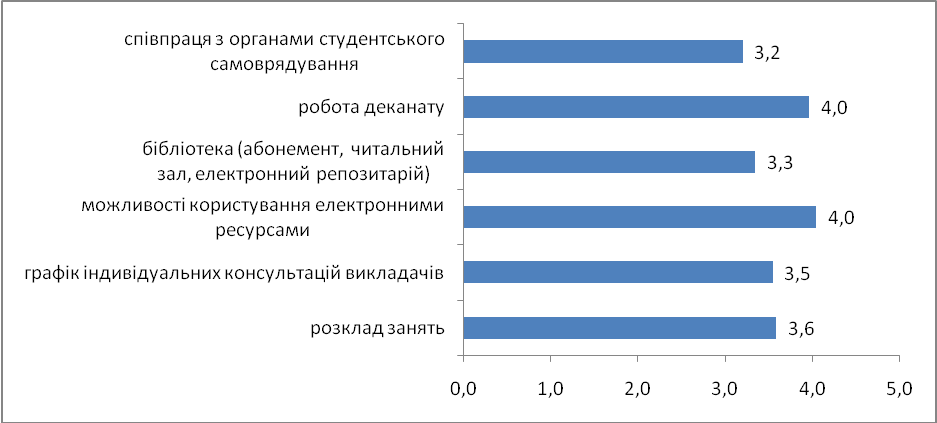 співпраця з органами студентського
самоврядування
3,2
робота деканату
4,0
бібліотека (абонемент, читальний
зал, електронний репозитарій)
3,3
можливості користування електронними
ресурсами
4,0
графік індивідуальних консультацій викладачів
3,5
розклад занять
3,6
0,0 1,0 2,0 3,0 4,0 5,0